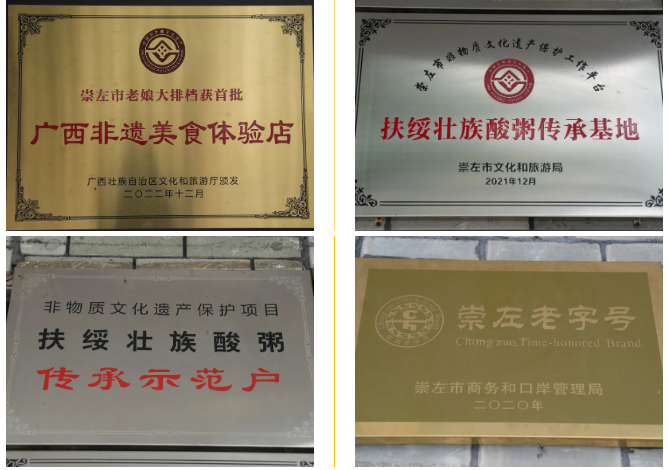 崇左市老娘大排档获首批
广西非遗美食体验店
广西壮族自治区文化和旅游厅颁发
二〇二二年十二月
崇左市非物质文化遗产保护工作平台
扶绥壮族酸粥传承基地
崇左市文化和旅游局
2021年12月
非物质文化遗产保护项目
扶绥壮族酸粥
传承示范户
崇左老字号
Chong zuo Time-honored Brand
崇左市商务和口岸管理局
二〇二〇年